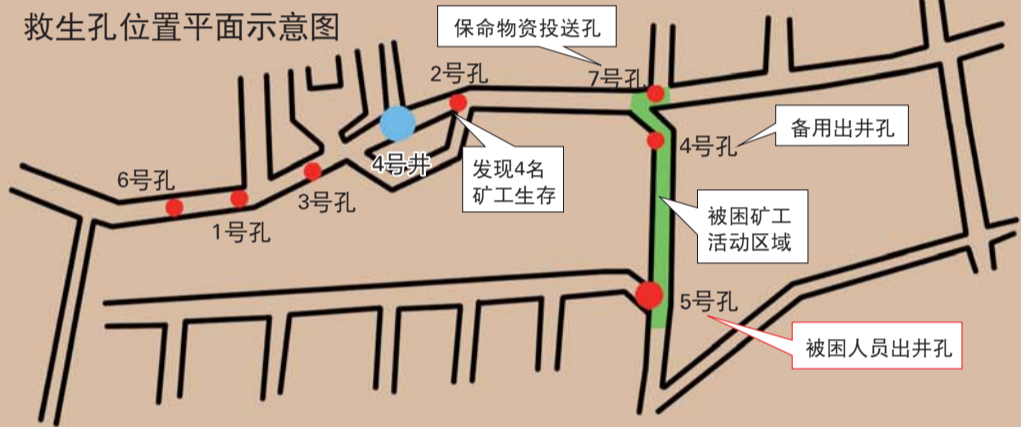 救生孔位置平面示意图
保命物资投送孔
2号孔
7号孔
备用出井孔
4号孔
4号井
发现4名
矿工生存
6号孔
3号孔
1号孔
被困矿工
活动区域
5号孔
被困人员出井孔